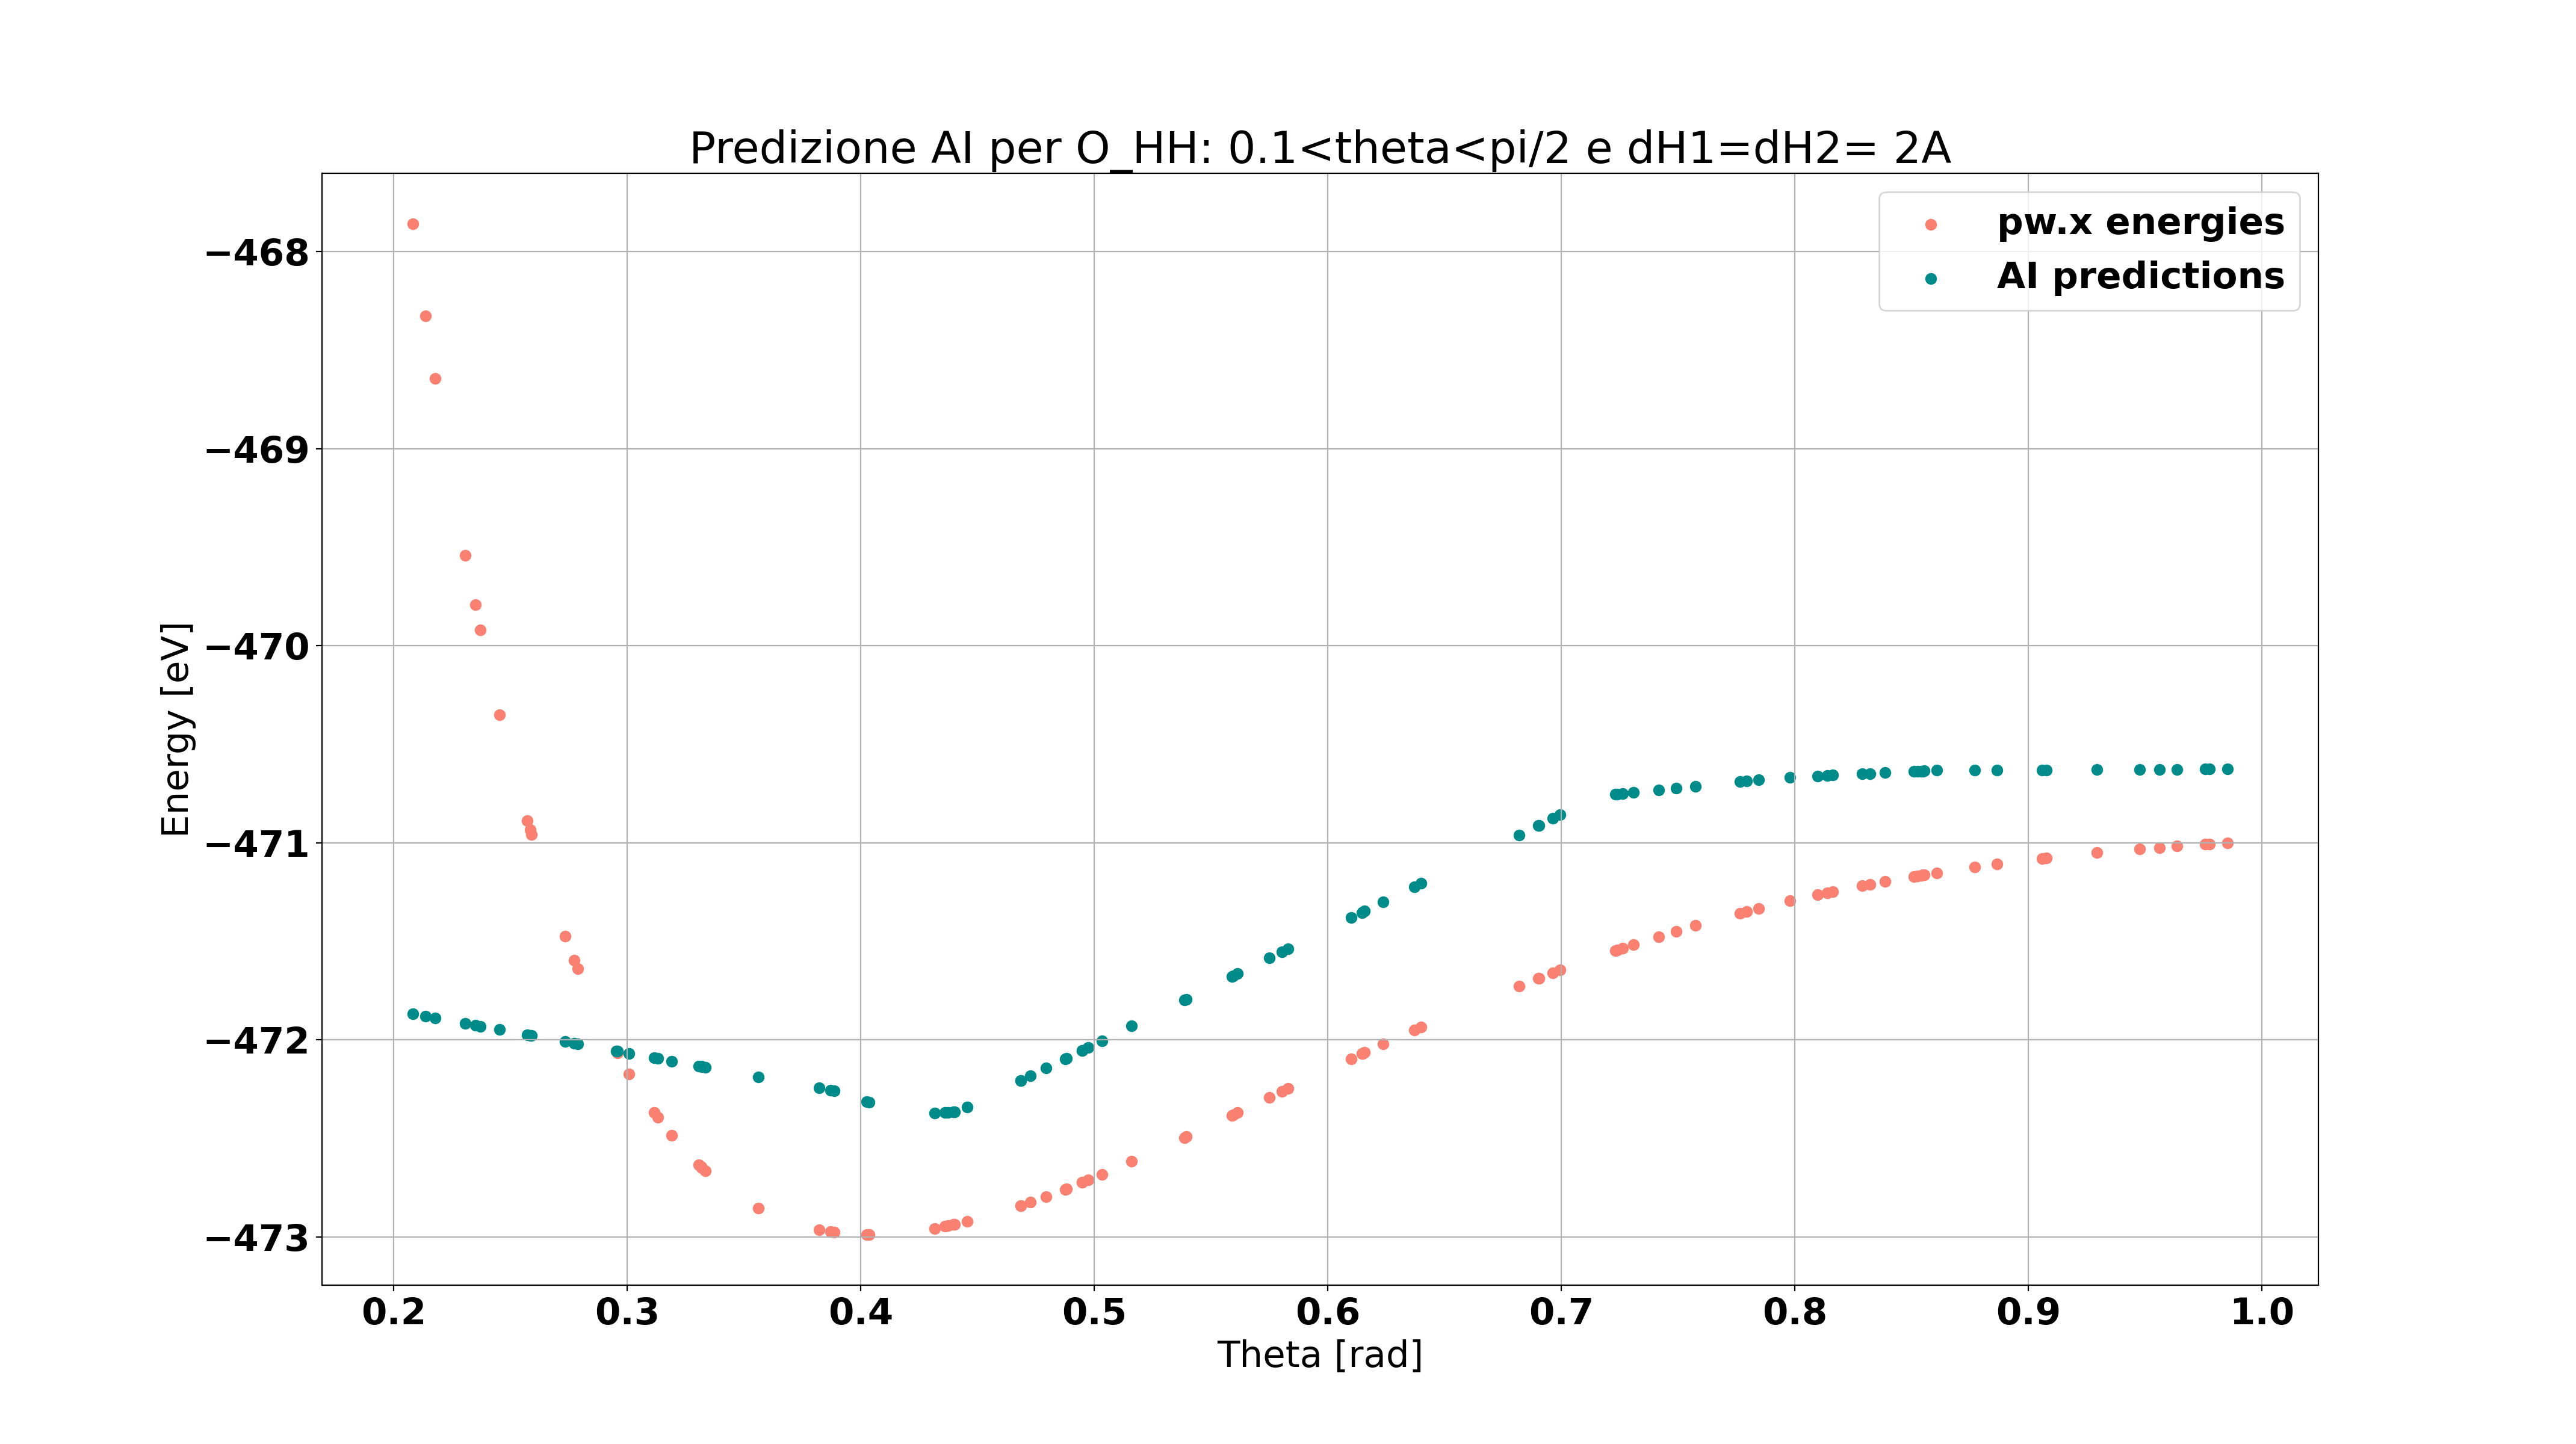 Predizione AI per O_HH: 0.1<theta<pi/2 e dH1=dH2= 2A
pw.x energies
AI predictions
Energy [eV]
−468
−469
−470
−471
−472
−473
0.2 0.3 0.4 0.5 0.6 0.7 0.8 0.9 1.0
Theta [rad]